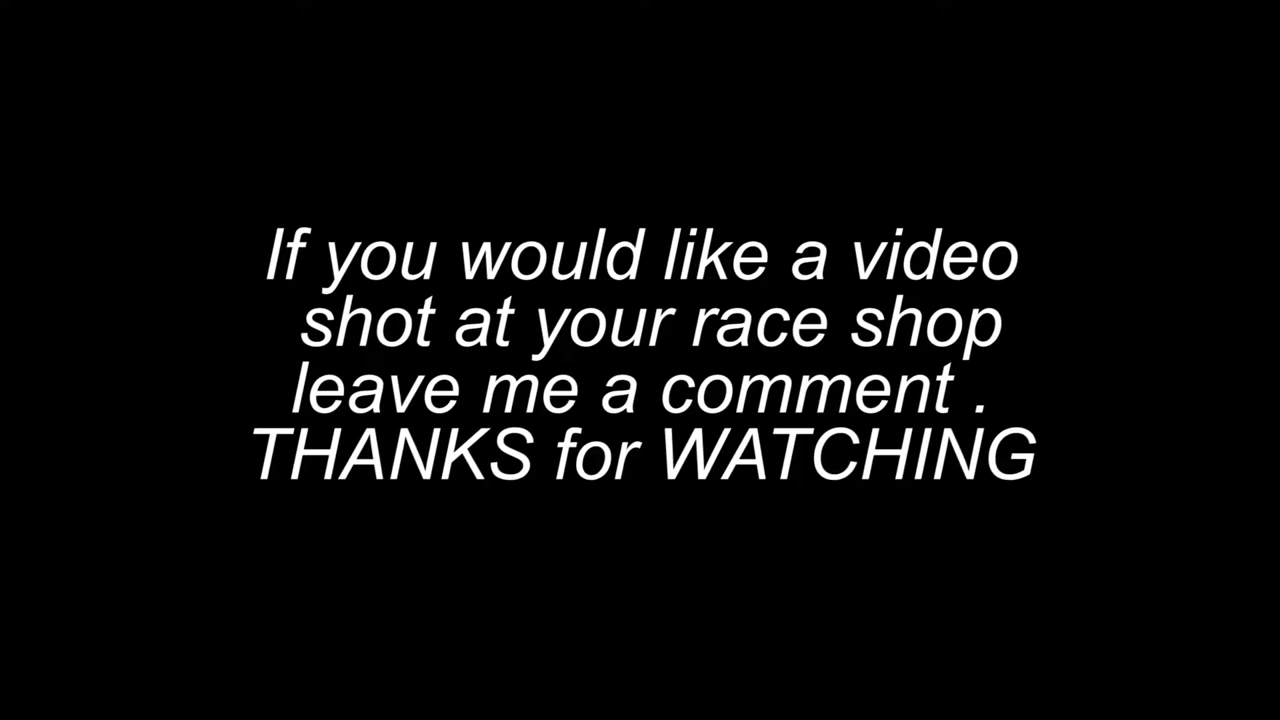 If you would like a video
shot at your race shop
leave me a comment .
THANKS for WATCHING